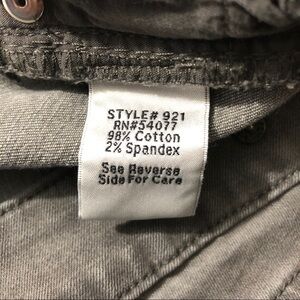 STYLE# 921
RN#54077
98% Cotton
2% Spandex
See Reverse
Side For Care